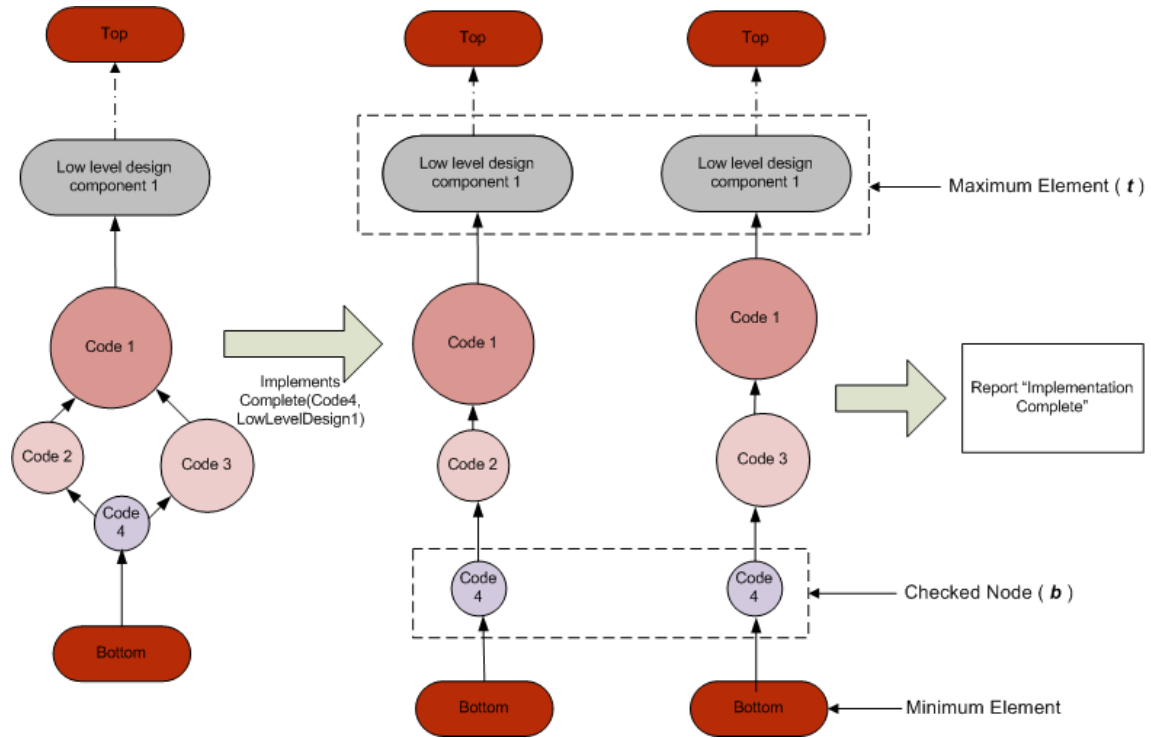 Top
Low level design
component 1
Code 1
Code 2
Code 3
Code
4
Bottom
Implements
Complete(Code4,
LowLevelDesign1)
Top
Low level design
component 1
Code 1
Code 2
Code
4
Bottom
Top
Low level design
component 1
Code 1
Code 3
Code
4
Bottom
Maximum Element ( t )
Report “Implementation
Complete”
Checked Node ( b )
Minimum Element